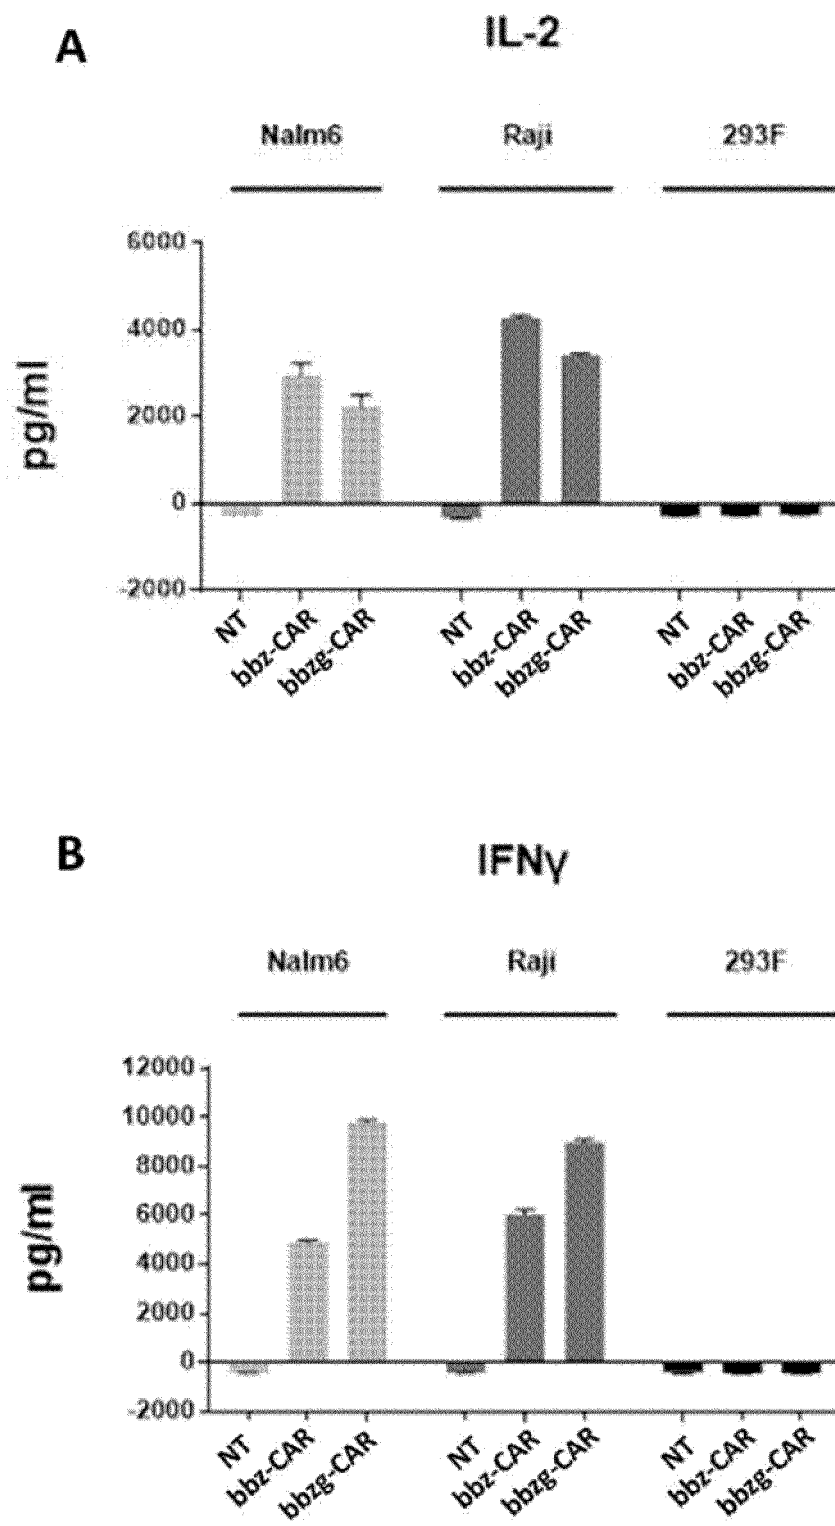 A
IL-2
Nalm6 Raji 293F
6000
4000
2000
0
-2000
pg/ml
NT bbz-CAR bbzg-CAR NT bbz-CAR bbzg-CAR NT bbz-CAR bbzg-CAR
B
IFNγ
Nalm6 Raji 293F
12000
10000
8000
6000
4000
2000
0
-2000
pg/ml
NT bbz-CAR bbzg-CAR NT bbz-CAR bbzg-CAR NT bbz-CAR bbzg-CAR